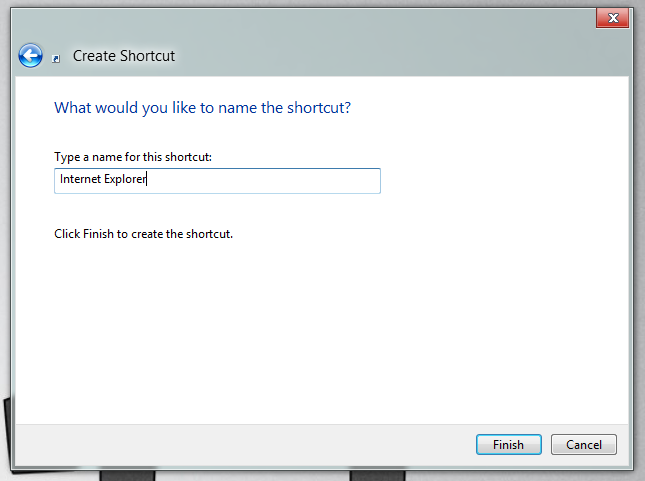 Create Shortcut
What would you like to name the shortcut?
Type a name for this shortcut:
Internet Explorer
Click Finish to create the shortcut.
Finish
Cancel